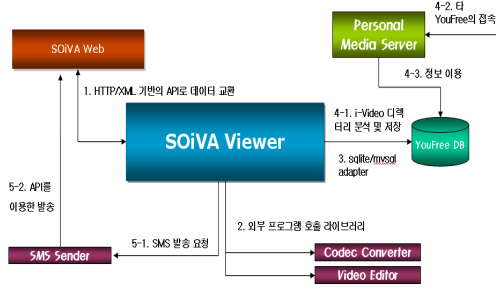 4-2. 타
YouFree의 접속
Personal
Media Server
SOiVA Web
4-3. 정보 이용
1. HTTP/XML 기반의 API로 데이터 교환
4-1. i-Video 디렉
터리 분석 및 저장
SOiVA Viewer
YouFree DB
3. sqlite/mysql
adapter
5-2. API를
이용한 발송
2. 외부 프로그램 호출 라이브러리
5-1. SMS 발송 요청
SMS Sender
Codec Converter
Video Editor